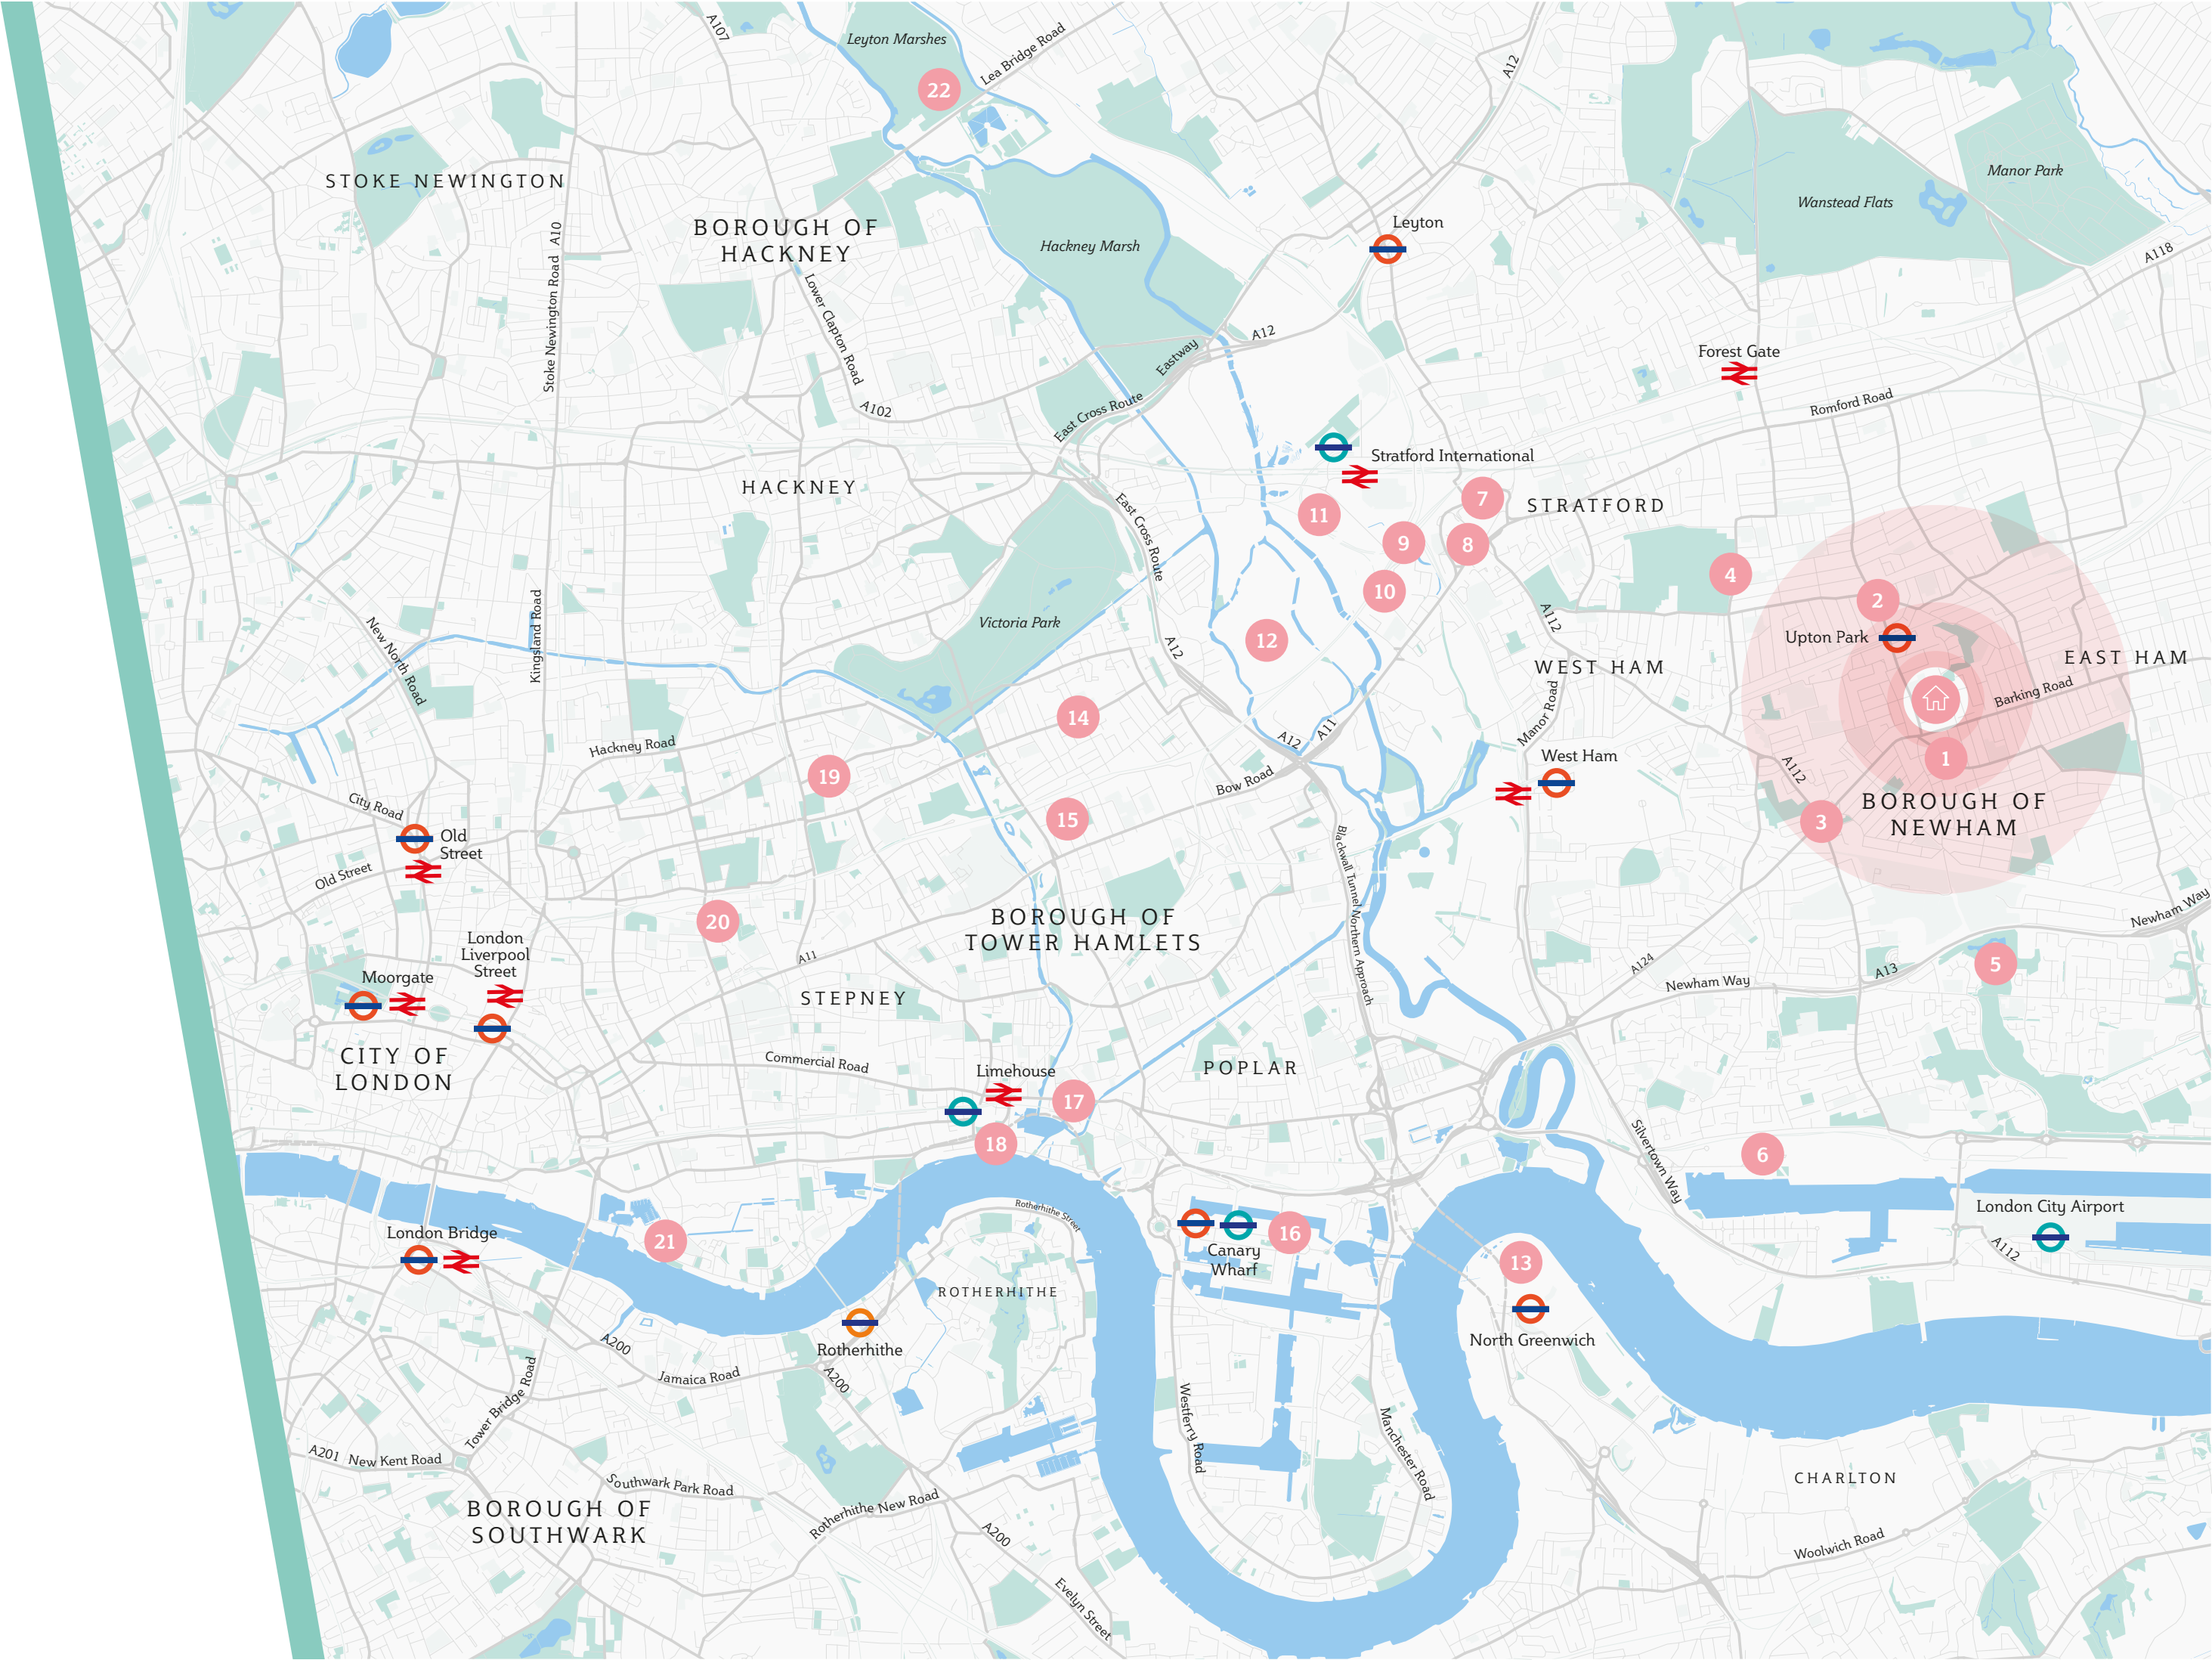 A107
Leyton Marshes
Lea Bridge Road
A12
22
STOKE NEWINGTON
Manor Park
Wanstead Flats
BOROUGH OF
HACKNEY
Hackney Marsh
Leyton
A10
Stoke Newington Road
A118
Lower Clapton Road
A12
Eastway
Forest Gate
A102
East Cross Route
Romford Road
Stratford International
HACKNEY
East Cross Route
7
STRATFORD
11
9
8
10
4
2
New North Road
Kingsland Road
Victoria Park
12
A12
A112
Upton Park
WEST HAM
EAST HAM
Barking Road
Manor Road
14
A12
A11
Hackney Road
19
Bow Road
West Ham
A112
1
City Road
Old
Street
Old Street
15
3
BOROUGH OF
NEWHAM
Blackwall Tunnel Northern Approach
20
BOROUGH OF
TOWER HAMLETS
Newham Way
London
Liverpool
Street
Moorgate
A11
A124
Newham Way
A13
5
STEPNEY
CITY OF
LONDON
Commercial Road
Limehouse
POPLAR
17
18
Silvertown Way
6
London Bridge
21
Rotherhithe Street
16
Canary
Wharf
13
London City Airport
A112
ROTHERHITHE
Rotherhithe
North Greenwich
A200
Jamaica Road
A200
Tower Bridge Road
Westferry Road
Manchester Road
A201
New Kent Road
Southwark Park Road
CHARLTON
BOROUGH OF
SOUTHWARK
Rotherhithe New Road
A200
Woolwich Road
Evelyn Street